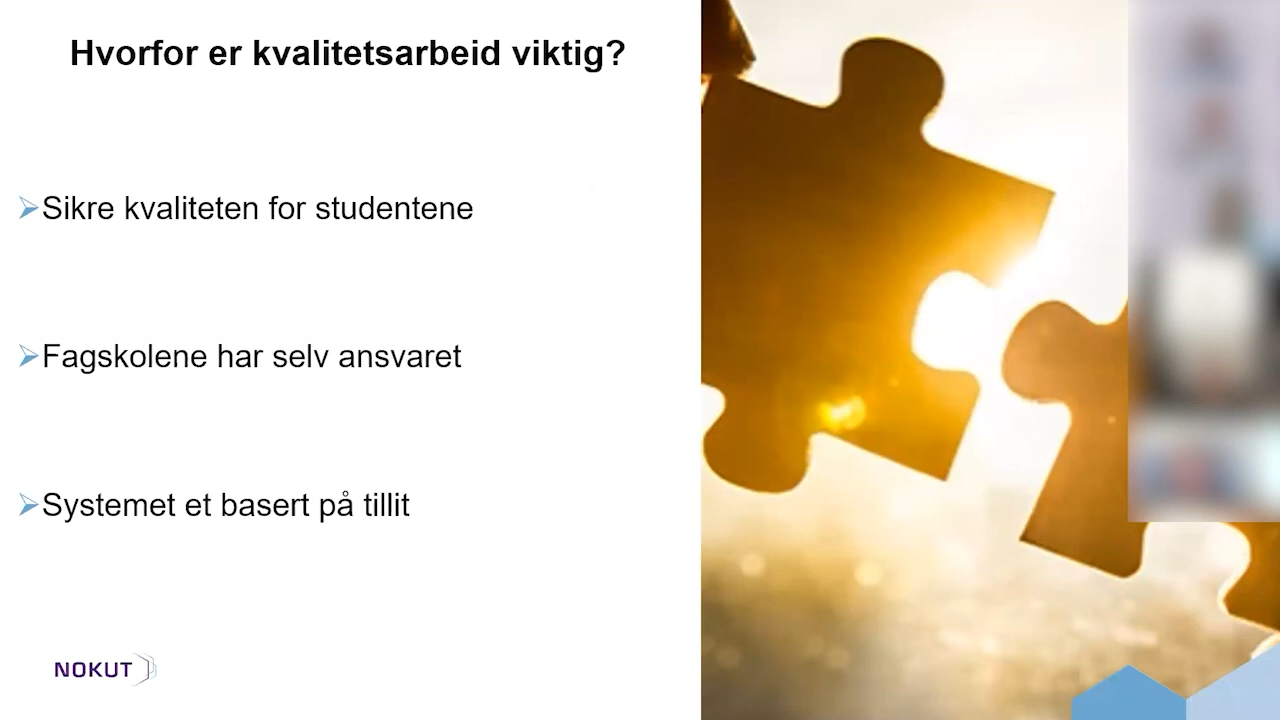 Hvorfor er kvalitetsarbeid viktig?
Sikre kvaliteten for studentene
Fagskolene har selv ansvaret
Systemet et basert på tillit
NOKUT